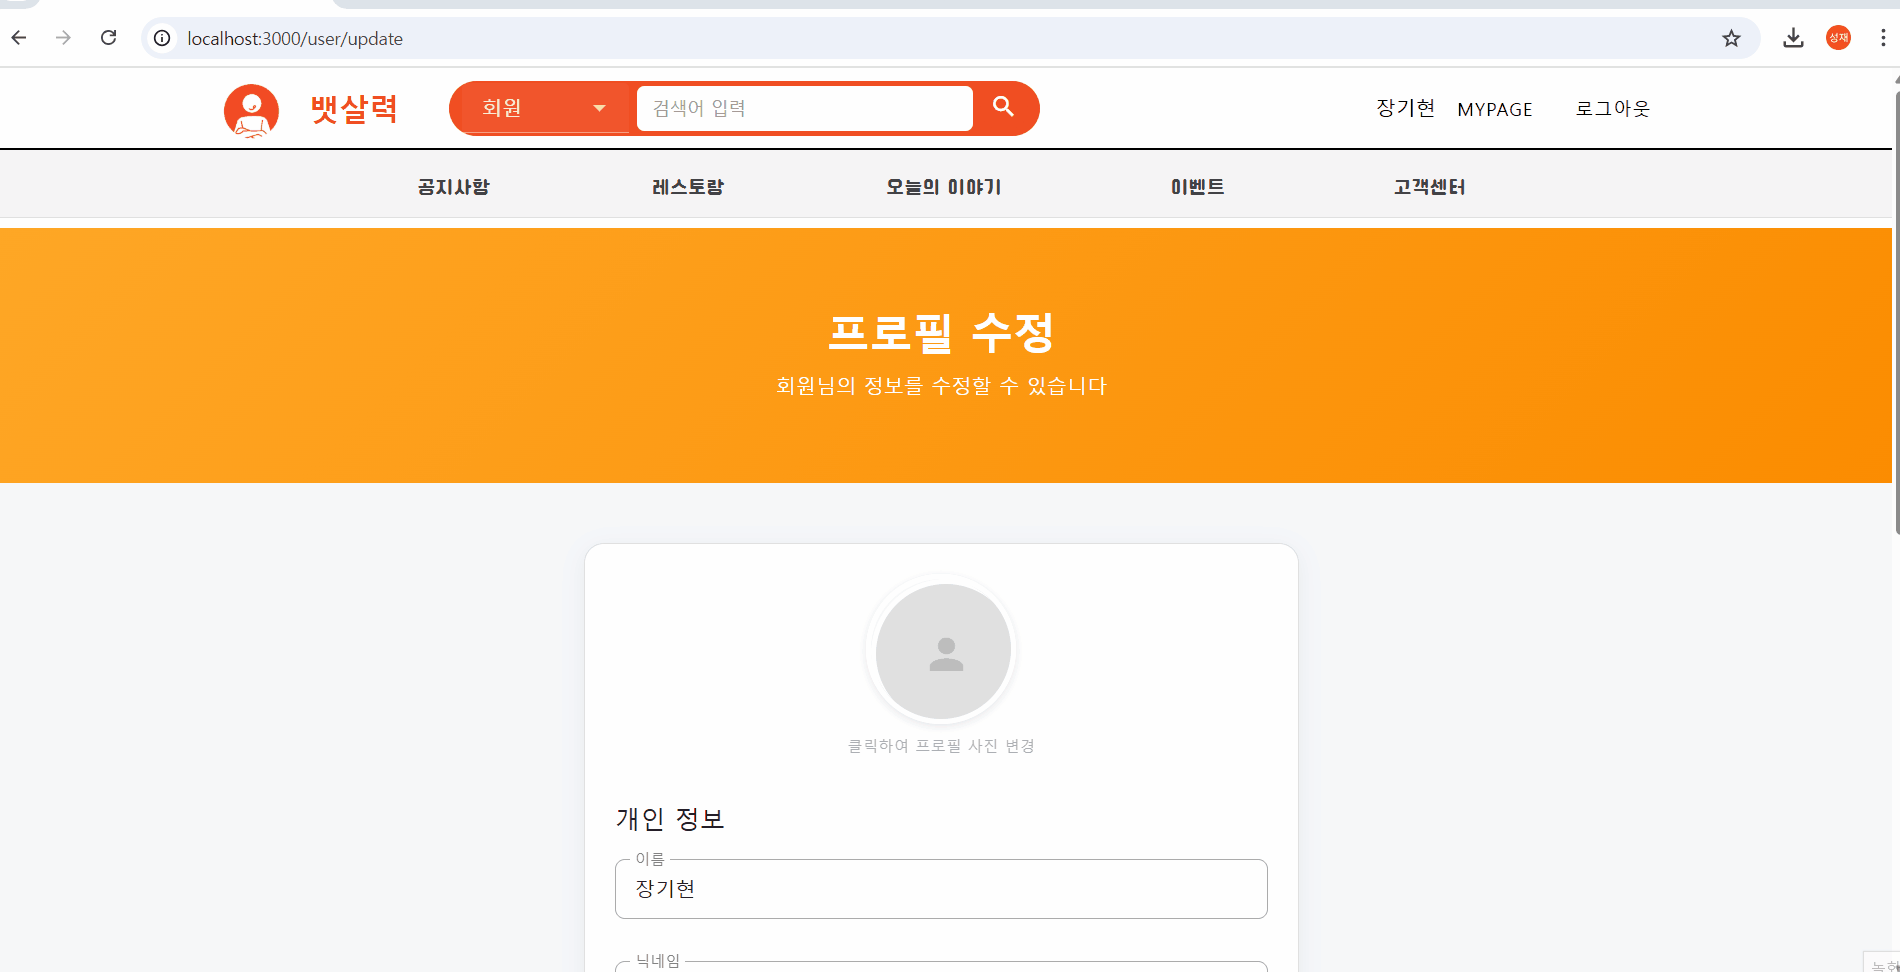 localhost:3000/user/update
성재
뱃살력
회원
검색어 입력
장기현
MYPAGE
로그아웃
공지사항
레스토랑
오늘의 이야기
이벤트
고객센터
프로필 수정
회원님의 정보를 수정할 수 있습니다
클릭하여 프로필 사진 변경
개인 정보
이름
장기현
닉네임